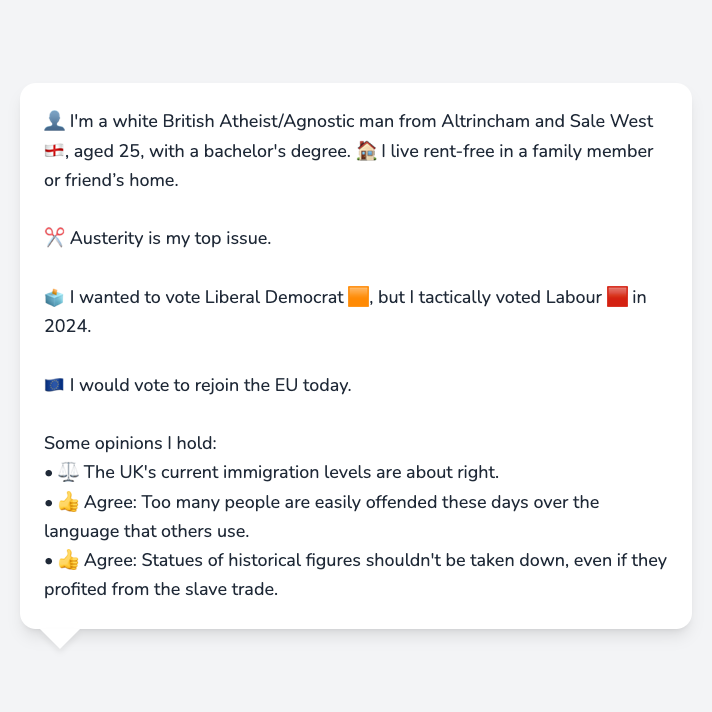 👤 I'm a white British Atheist/Agnostic man from Altrincham and Sale West
🏴󠁧󠁢󠁥󠁮󠁧󠁿, aged 25, with a bachelor's degree. 🏠 I live rent-free in a family member
or friend’s home.
✂️ Austerity is my top issue.
🗳️ I wanted to vote Liberal Democrat 🟧, but I tactically voted Labour 🟥 in
2024.
🇪🇺 I would vote to rejoin the EU today.
Some opinions I hold:
• ⚖️ The UK's current immigration levels are about right.
• 👍 Agree: Too many people are easily offended these days over the
language that others use.
• 👍 Agree: Statues of historical figures shouldn't be taken down, even if they
profited from the slave trade.